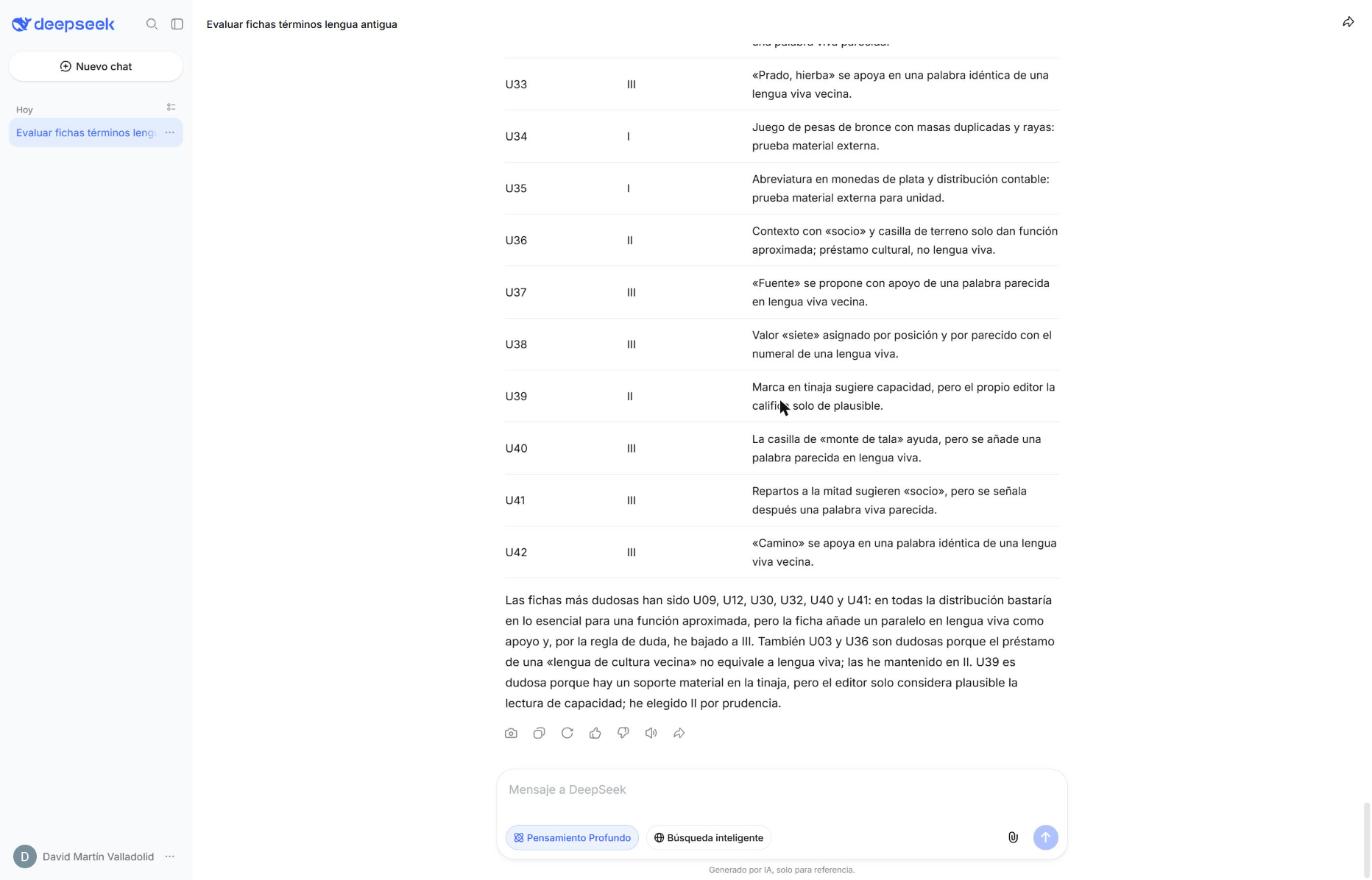 deepseek
Evaluar fichas términos lengua antigua
Nuevo chat
Hoy
Evaluar fichas términos leng
una palabra viva parecida.
U33 III «Prado, hierba» se apoya en una palabra idéntica de una
lengua viva vecina.
U34 I Juego de pesas de bronce con masas duplicadas y rayas:
prueba material externa.
U35 I Abreviatura en monedas de plata y distribución contable:
prueba material externa para unidad.
U36 II Contexto con «socio» y casilla de terreno solo dan función
aproximada; préstamo cultural, no lengua viva.
U37 III «Fuente» se propone con apoyo de una palabra parecida
en lengua viva vecina.
U38 III Valor «siete» asignado por posición y por parecido con el
numeral de una lengua viva.
U39 II Marca en tinaja sugiere capacidad, pero el propio editor la
califica solo de plausible.
U40 III La casilla de «monte de tala» ayuda, pero se añade una
palabra parecida en lengua viva.
U41 III Repartos a la mitad sugieren «socio», pero se señala
después una palabra viva parecida.
U42 III «Camino» se apoya en una palabra idéntica de una lengua
viva vecina.
Las fichas más dudosas han sido U09, U12, U30, U32, U40 y U41: en todas la distribución bastaría
en lo esencial para una función aproximada, pero la ficha añade un paralelo en lengua viva como
apoyo y, por la regla de duda, he bajado a III. También U03 y U36 son dudosas porque el préstamo
de una «lengua de cultura vecina» no equivale a lengua viva; las he mantenido en II. U39 es
dudosa porque hay un soporte material en la tinaja, pero el editor solo considera plausible la
lectura de capacidad; he elegido II por prudencia.
Mensaje a DeepSeek
Pensamiento Profundo Búsqueda inteligente
D David Martín Valladolid
Generado por IA, solo para referencia.